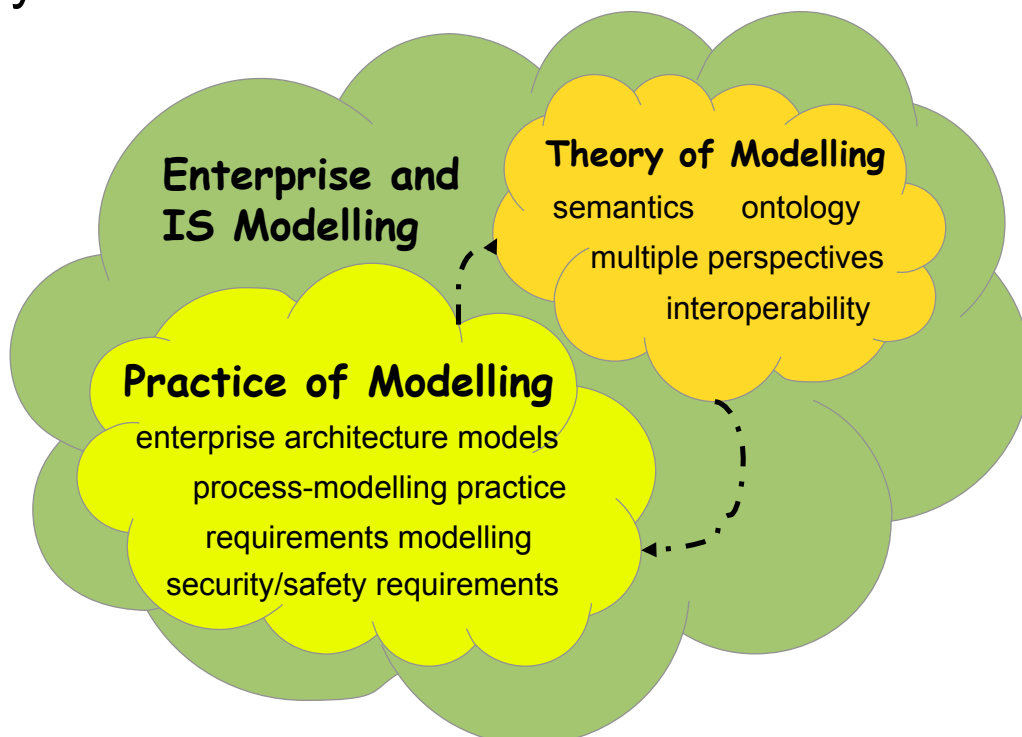 y
Enterprise and
IS Modelling
Theory of Modelling
semantics ontology
multiple perspectives
interoperability
Practice of Modelling
enterprise architecture models
process-modelling practice
requirements modelling
security/safety requirements